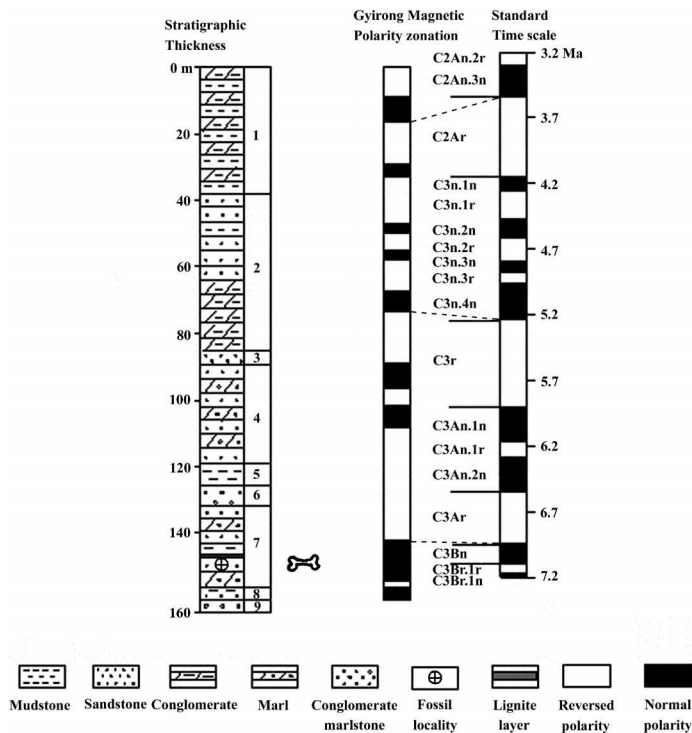 Stratigraphic
Thickness
Gyirong Magnetic
Polarity zonation
Standard
Time scale
0 m
20
40
60
80
100
120
140
160
1
2
3
4
5
6
7
8
9
C2An.2r
C2An.3n
C2Ar
C3n.1n
C3n.1r
C3n.2n
C3n.2r
C3n.3n
C3n.3r
C3n.4n
C3r
C3An.1n
C3An.1r
C3An.2n
C3Ar
C3Bn
C3Br.1r
C3Br.1n
3.2 Ma
3.7
4.2
4.7
5.2
5.7
6.2
6.7
7.2
Mudstone
Sandstone
Conglomerate
Marl
Conglomerate
marlstone
Fossil
locality
Lignite
layer
Reversed
polarity
Normal
polarity